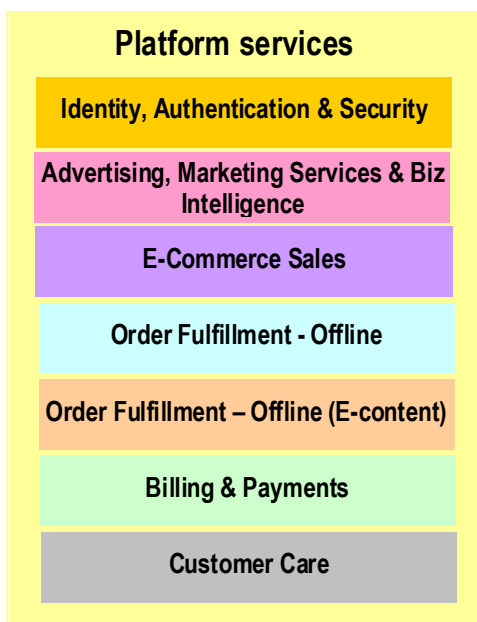 Platform services
Identity, Authentication & Security
Advertising, Marketing Services & Biz
Intelligence
E-Commerce Sales
Order Fulfillment - Offline
Order Fulfillment – Offline (E-content)
Billing & Payments
Customer Care